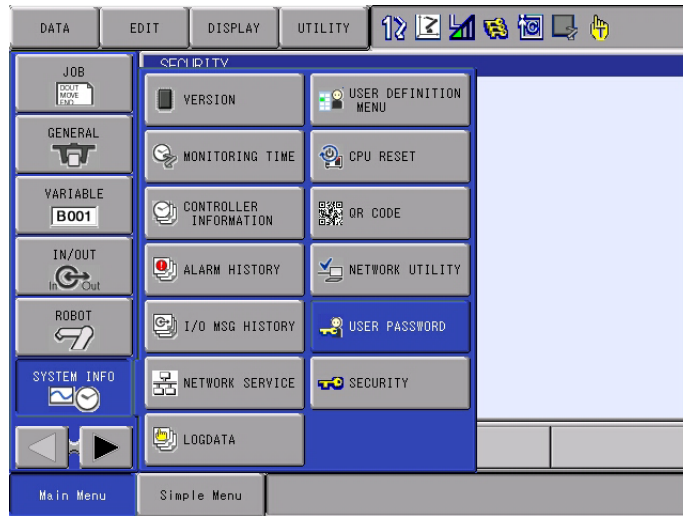 DATA
EDIT
DISPLAY
UTILITY
SECURITY
JOB
DOUT
MOVE
END
GENERAL
VARIABLE
B001
IN/OUT
In Out
ROBOT
SYSTEM INFO
VERSION
MONITORING TIME
CONTROLLER
INFORMATION
ALARM HISTORY
I/O MSG HISTORY
NETWORK SERVICE
LOGDATA
USER DEFINITION
MENU
CPU RESET
QR CODE
NETWORK UTILITY
USER PASSWORD
SECURITY
Main Menu
Simple Menu